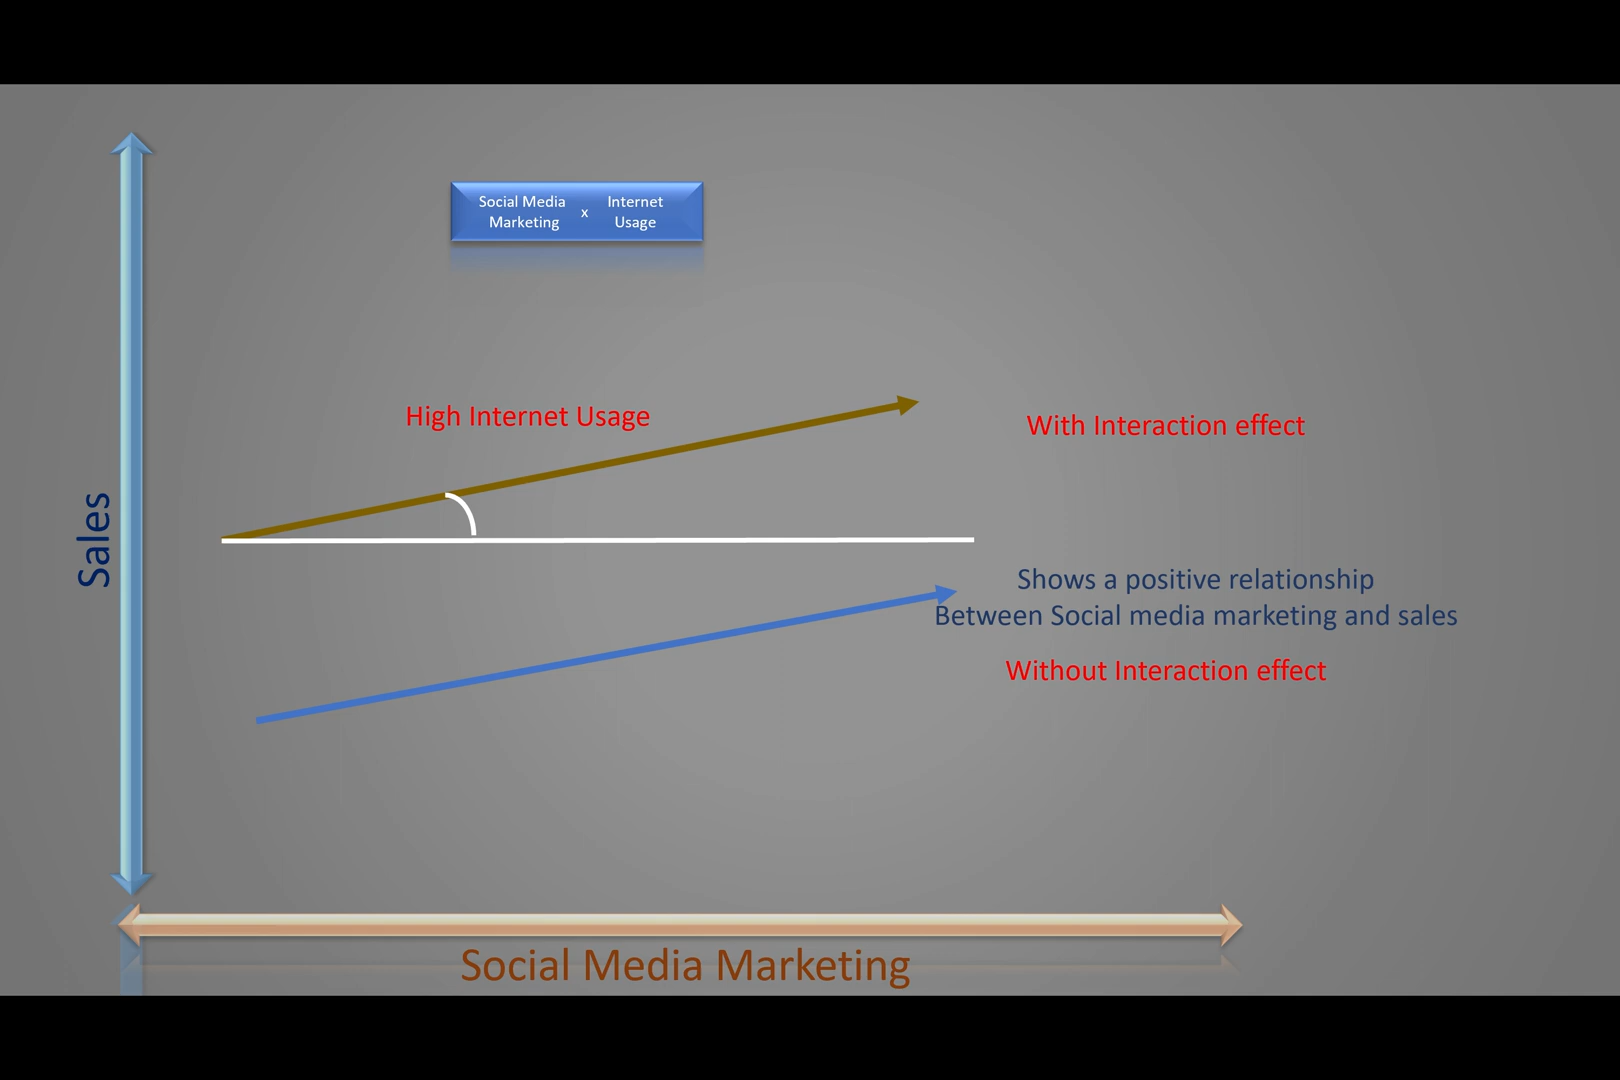 Social Media
Marketing
x
Internet
Usage
High Internet Usage
With Interaction effect
Sales
Shows a positive relationship
Between Social media marketing and sales
Without Interaction effect
Social Media Marketing